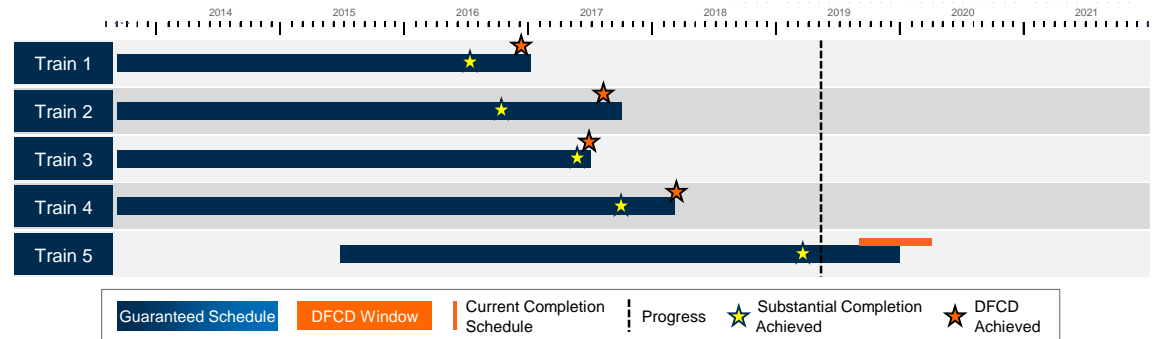 2014 2015 2016 2017 2018 2019 2020 2021
Train 1
Train 2
Train 3
Train 4
Train 5
Guaranteed Schedule
DFCD Window
Current Completion
Schedule
Progress
Substantial Completion
Achieved
DFCD
Achieved